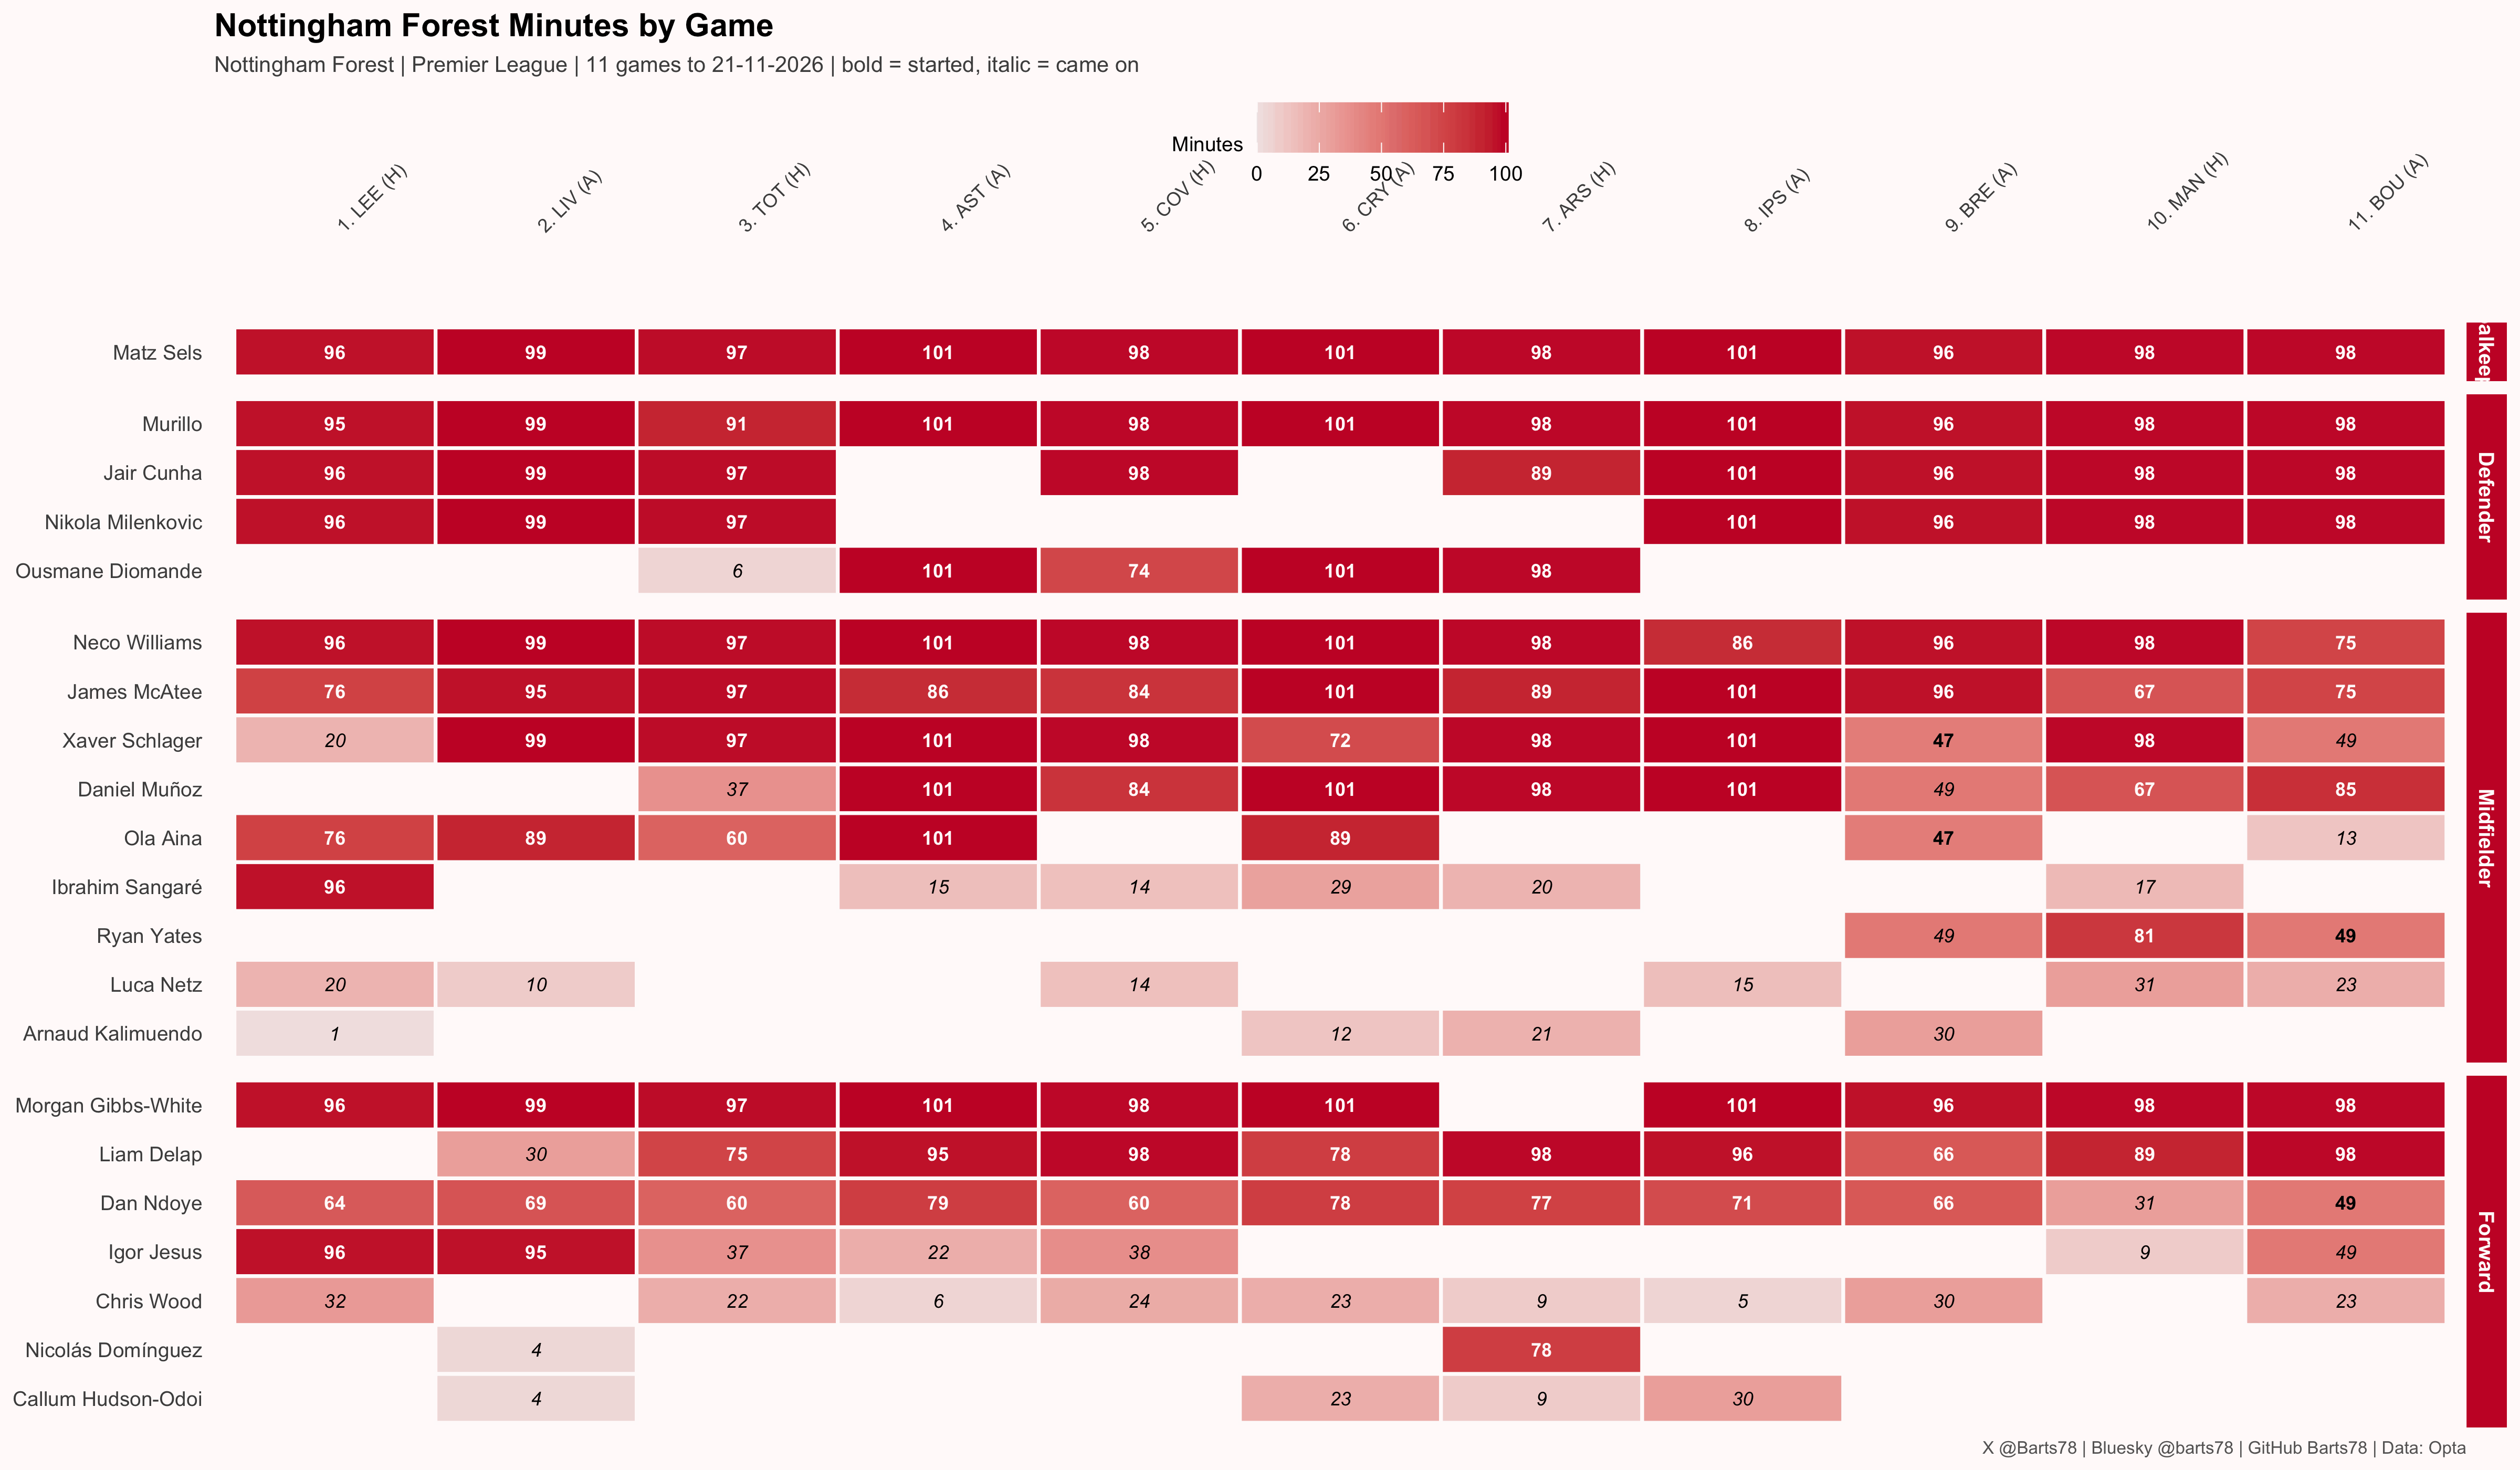 Nottingham Forest Minutes by Game
Nottingham Forest | Premier League | 11 games to 21-11-2026 | bold = started, italic = came on
Minutes
0 25 50 75 100
1. LEE (H) 2. LIV (A) 3. TOT (H) 4. AST (A) 5. COV (H) 6. CRY (A) 7. ARS (H) 8. IPS (A) 9. BRE (A) 10. MAN (H) 11. BOU (A)
Matz Sels 96 99 97 101 98 101 98 101 96 98 98
Murillo 95 99 91 101 98 101 98 101 96 98 98
Jair Cunha 96 99 97 98 89 101 96 98 98
Nikola Milenkovic 96 99 97 101 96 98 98
Ousmane Diomande 6 101 74 101 98
Defender
Neco Williams 96 99 97 101 98 101 98 86 96 98 75
James McAtee 76 95 97 86 84 101 89 101 96 67 75
Xaver Schlager 20 99 97 101 98 72 98 101 47 98 49
Daniel Muñoz 37 101 84 101 98 101 49 67 85
Ola Aina 76 89 60 101 89 47 13
Ibrahim Sangaré 96 15 14 29 20 17
Ryan Yates 49 81 49
Luca Netz 20 10 14 15 31 23
Arnaud Kalimuendo 1 12 21 30
Midfielder
Morgan Gibbs-White 96 99 97 101 98 101 101 96 98 98
Liam Delap 30 75 95 98 78 98 96 66 89 98
Dan Ndoye 64 69 60 79 60 78 77 71 66 31 49
Igor Jesus 96 95 37 22 38 9 49
Chris Wood 32 22 6 24 23 9 5 30 23
Nicolás Domínguez 4 78
Callum Hudson-Odoi 4 23 9 30
Forward
X @Barts78 | Bluesky @barts78 | GitHub Barts78 | Data: Opta